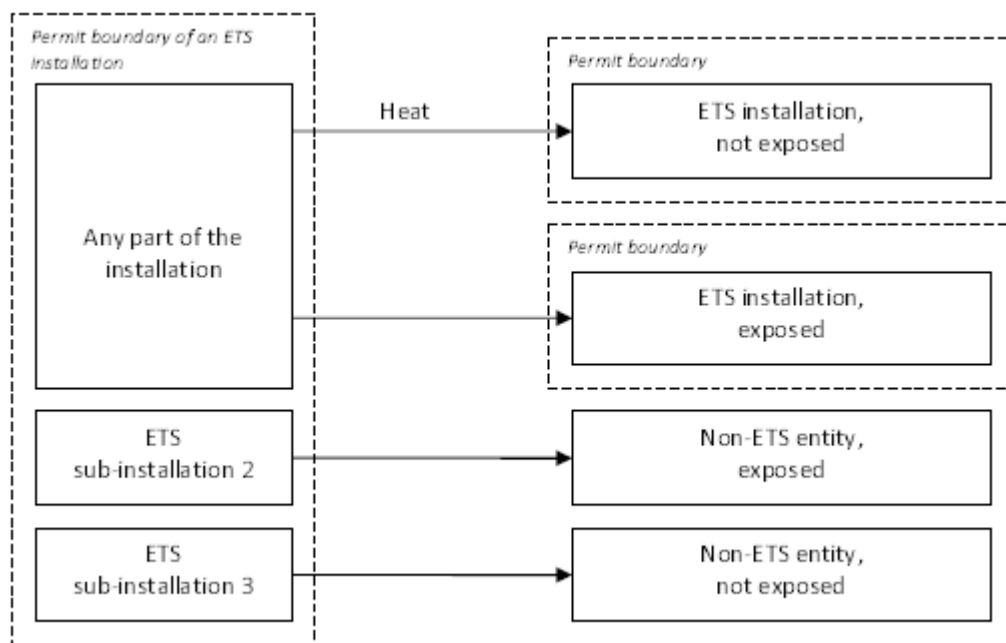 Permit boundary of an ETS
installation
Heat
Any part of the
installation
ETS
sub-installation 2
ETS
sub-installation 3
Permit boundary
ETS installation,
not exposed
Permit boundary
ETS installation,
exposed
Non-ETS entity,
exposed
Non-ETS entity,
not exposed